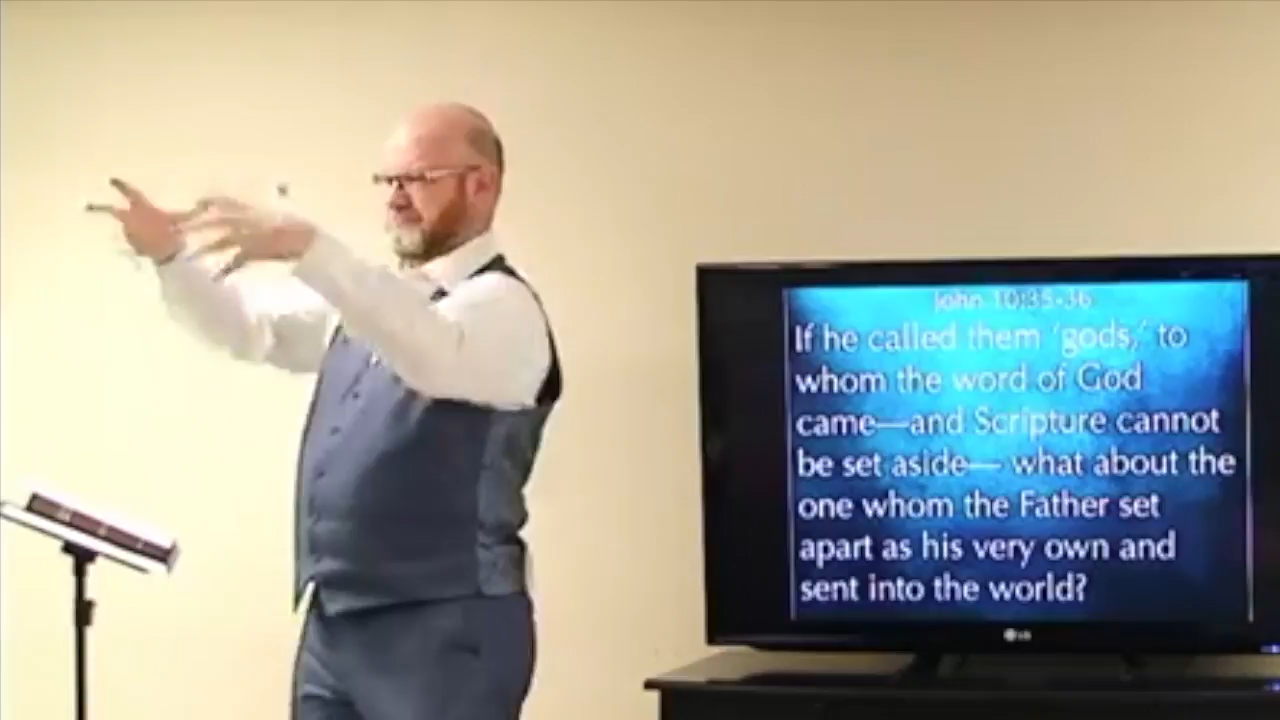 John 10:35-36
If he called them ‘gods,’ to
whom the word of God
came—and Scripture cannot
be set aside— what about the
one whom the Father set
apart as his very own and
sent into the world?
LG